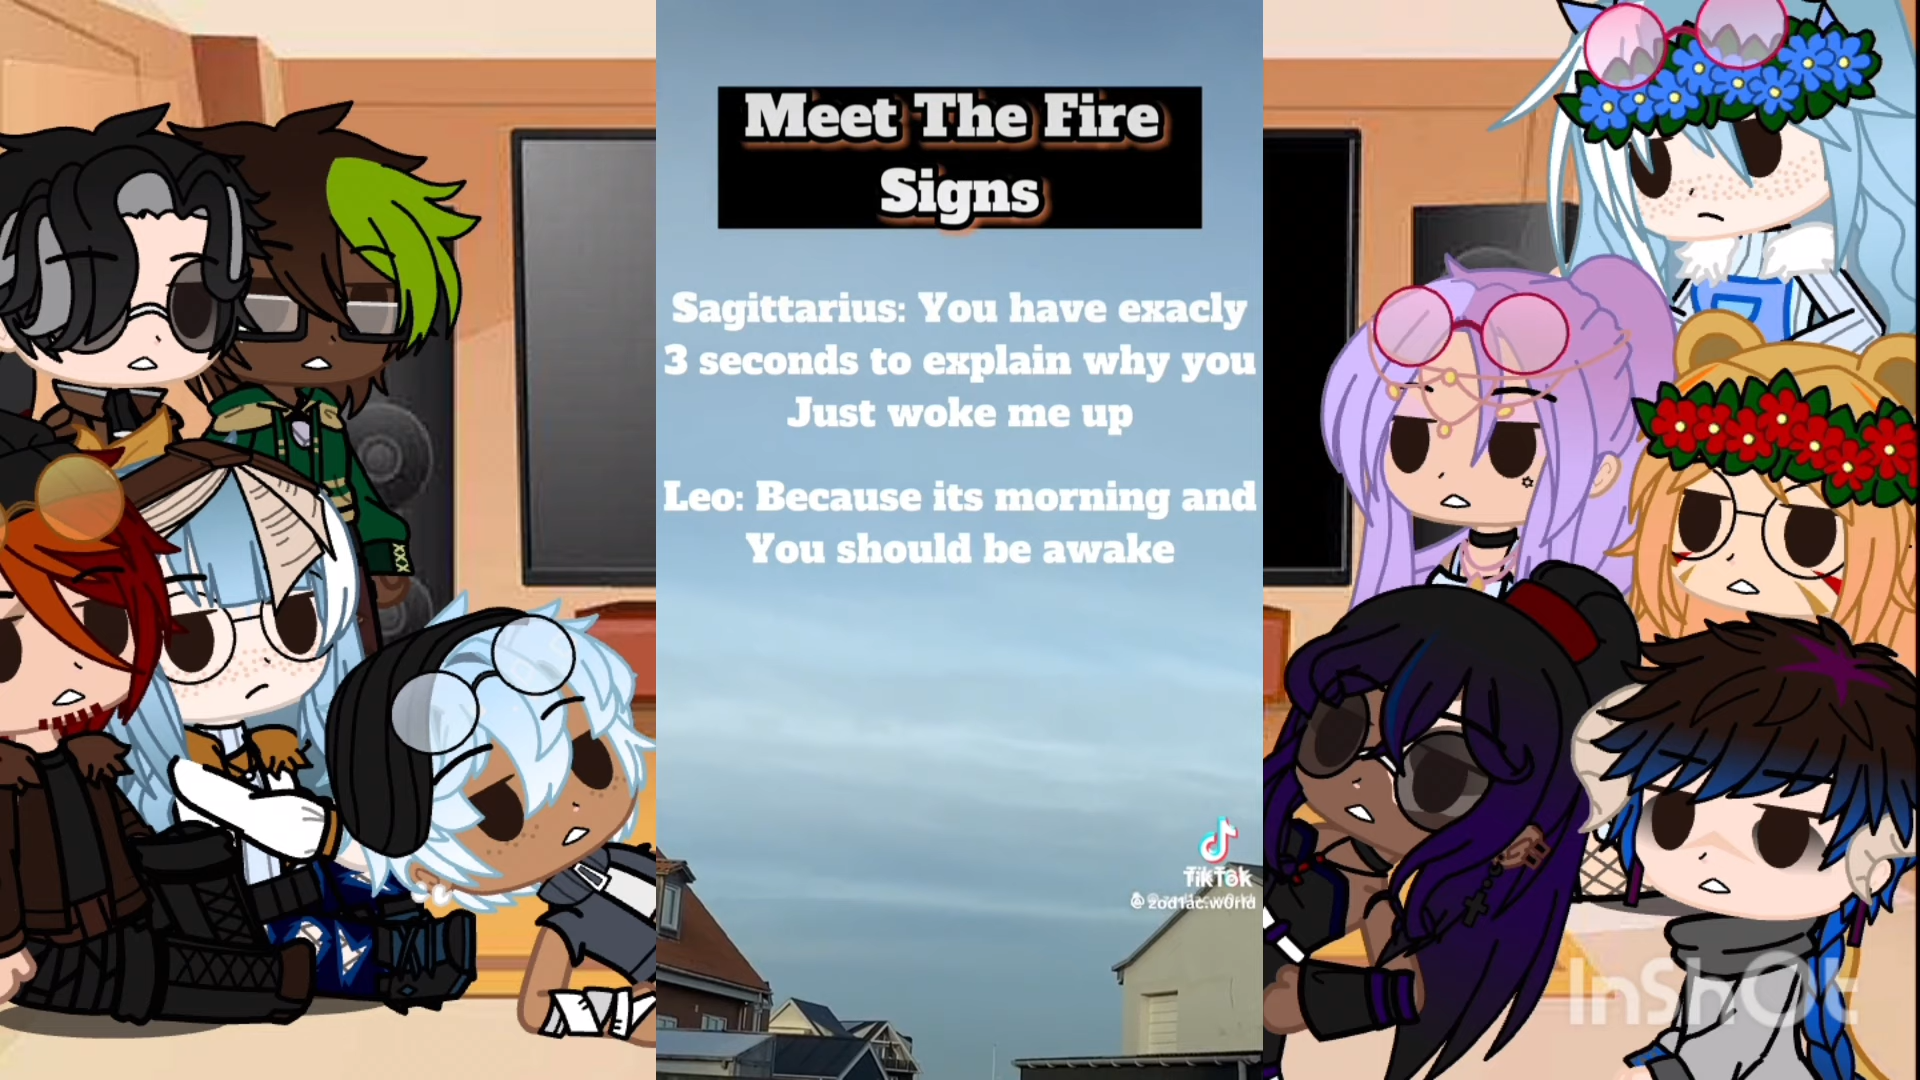 Meet The Fire
Signs
Sagittarius: You have exacly
3 seconds to explain why you
Just woke me up
Leo: Because its morning and
You should be awake
TikTok
@zod1ac.w0rld
InShOt